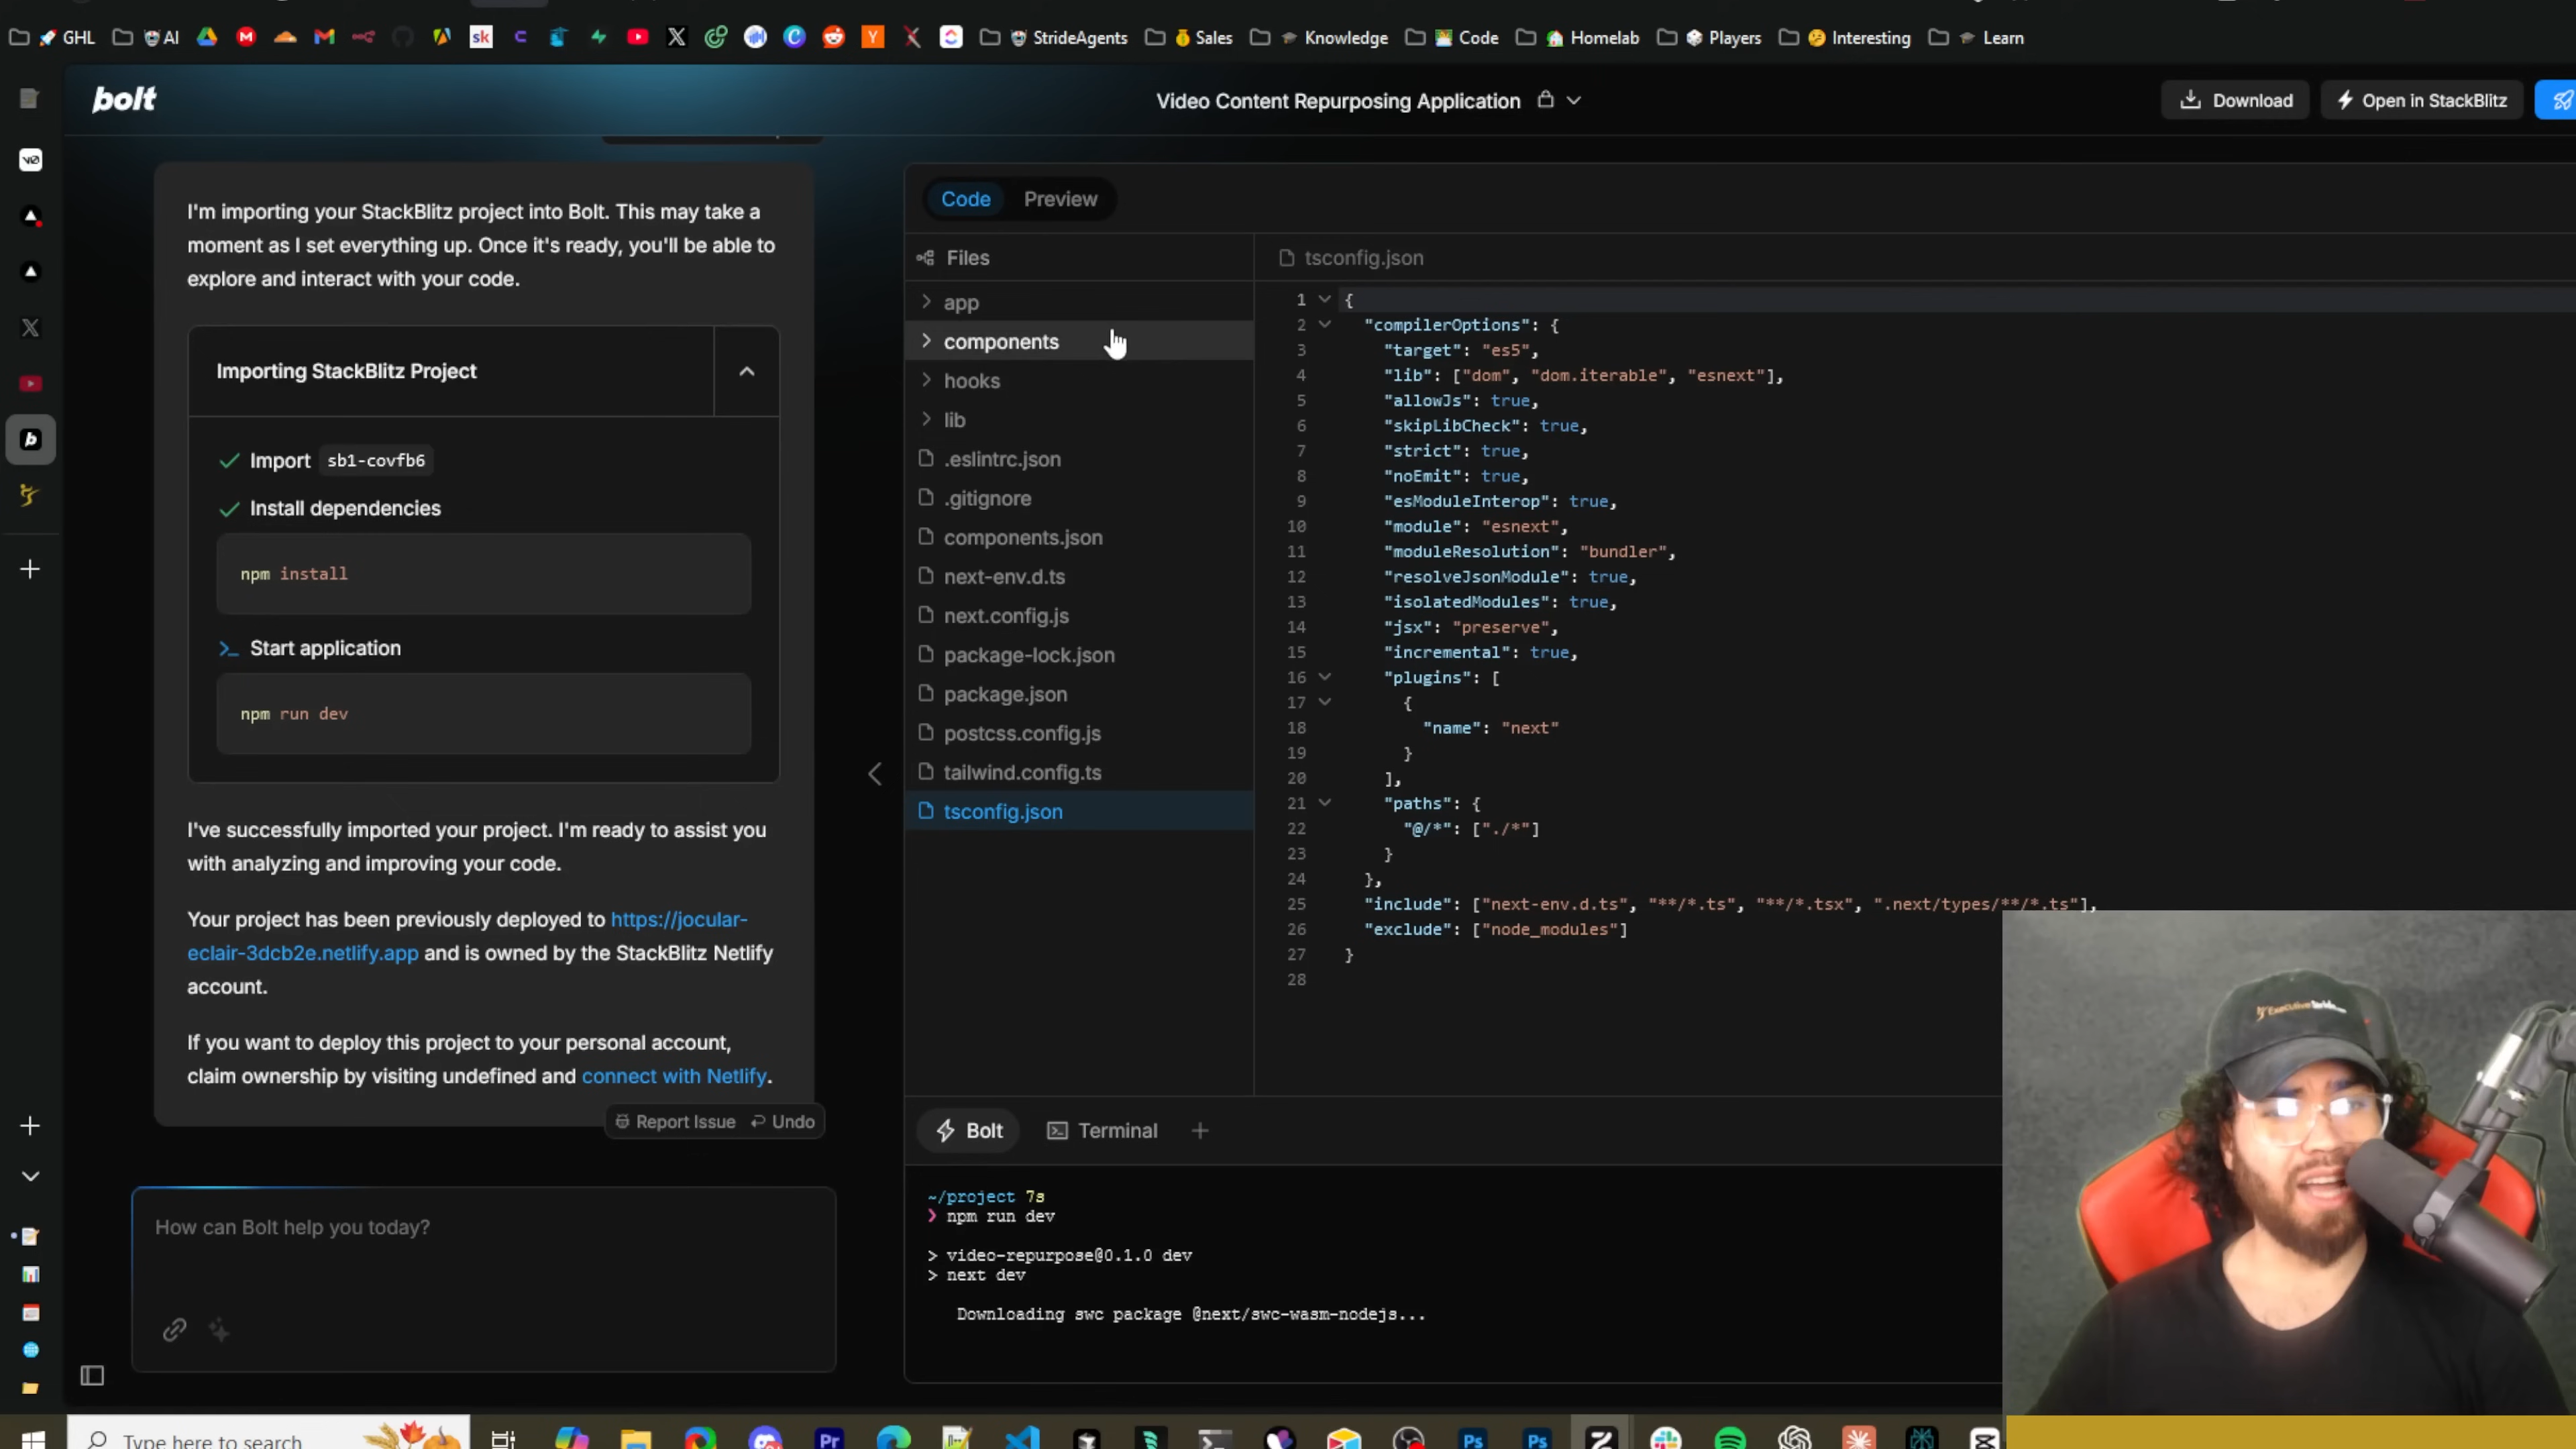 GHL
AI
sk
StrideAgents
Sales
Knowledge
Code
Homelab
Players
Interesting
Learn
bolt
Video Content Repurposing Application
Download
Open in StackBlitz
I'm importing your StackBlitz project into Bolt. This may take a
moment as I set everything up. Once it's ready, you'll be able to
explore and interact with your code.
Importing StackBlitz Project
Import sb1-covfb6
Install dependencies
npm install
Start application
npm run dev
I've successfully imported your project. I'm ready to assist you
with analyzing and improving your code.
Your project has been previously deployed to https://jocular-
eclair-3dcb2e.netlify.app and is owned by the StackBlitz Netlify
account.
If you want to deploy this project to your personal account,
claim ownership by visiting undefined and connect with Netlify.
Report Issue
Undo
How can Bolt help you today?
Code
Preview
Files
app
components
hooks
lib
.eslintrc.json
.gitignore
components.json
next-env.d.ts
next.config.js
package-lock.json
package.json
postcss.config.js
tailwind.config.ts
tsconfig.json
tsconfig.json
1 {
2 "compilerOptions": {
3 "target": "es5",
4 "lib": ["dom", "dom.iterable", "esnext"],
5 "allowJs": true,
6 "skipLibCheck": true,
7 "strict": true,
8 "noEmit": true,
9 "esModuleInterop": true,
10 "module": "esnext",
11 "moduleResolution": "bundler",
12 "resolveJsonModule": true,
13 "isolatedModules": true,
14 "jsx": "preserve",
15 "incremental": true,
16 "plugins": [
17 {
18 "name": "next"
19 }
20 ],
21 "paths": {
22 "@/*": ["./*"]
23 }
24 },
25 "include": ["next-env.d.ts", "**/*.ts", "**/*.tsx", ".next/types/**/*.ts"],
26 "exclude": ["node_modules"]
27 }
28
Bolt
Terminal
~/project 7s
❯ npm run dev
> video-repurpose@0.1.0 dev
> next dev
Downloading swc package @next/swc-wasm-nodejs...
Type here to search
Pr
Ps
Ps